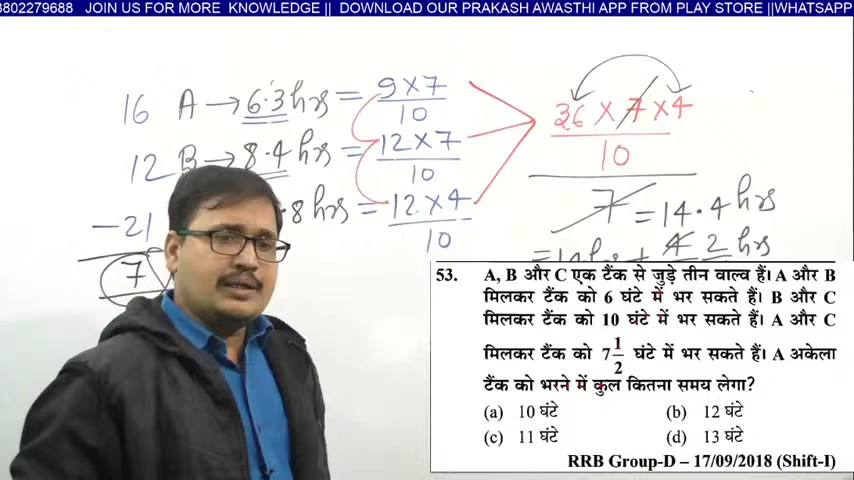 3802279688 JOIN US FOR MORE KNOWLEDGE || DOWNLOAD OUR PRAKASH AWASTHI APP FROM PLAY STORE ||WHATSAPP
16 A → 6.3 hrs = 9 x 7 / 10
12 B → 8.4 hrs = 12 x 7 / 10
-21 .8 hrs = 12 x 4 / 10
7
36 x 7 x 4
10
7 = 14.4 hrs
53. A, B और C एक टैंक से जुड़े तीन वाल्व हैं। A और B
मिलकर टैंक को 6 घंटे में भर सकते हैं। B और C
मिलकर टैंक को 10 घंटे में भर सकते हैं। A और C
मिलकर टैंक को 7 1/2 घंटे में भर सकते हैं। A अकेला
टैंक को भरने में कुल कितना समय लेगा?
(a) 10 घंटे (b) 12 घंटे
(c) 11 घंटे (d) 13 घंटे
RRB Group-D – 17/09/2018 (Shift-I)